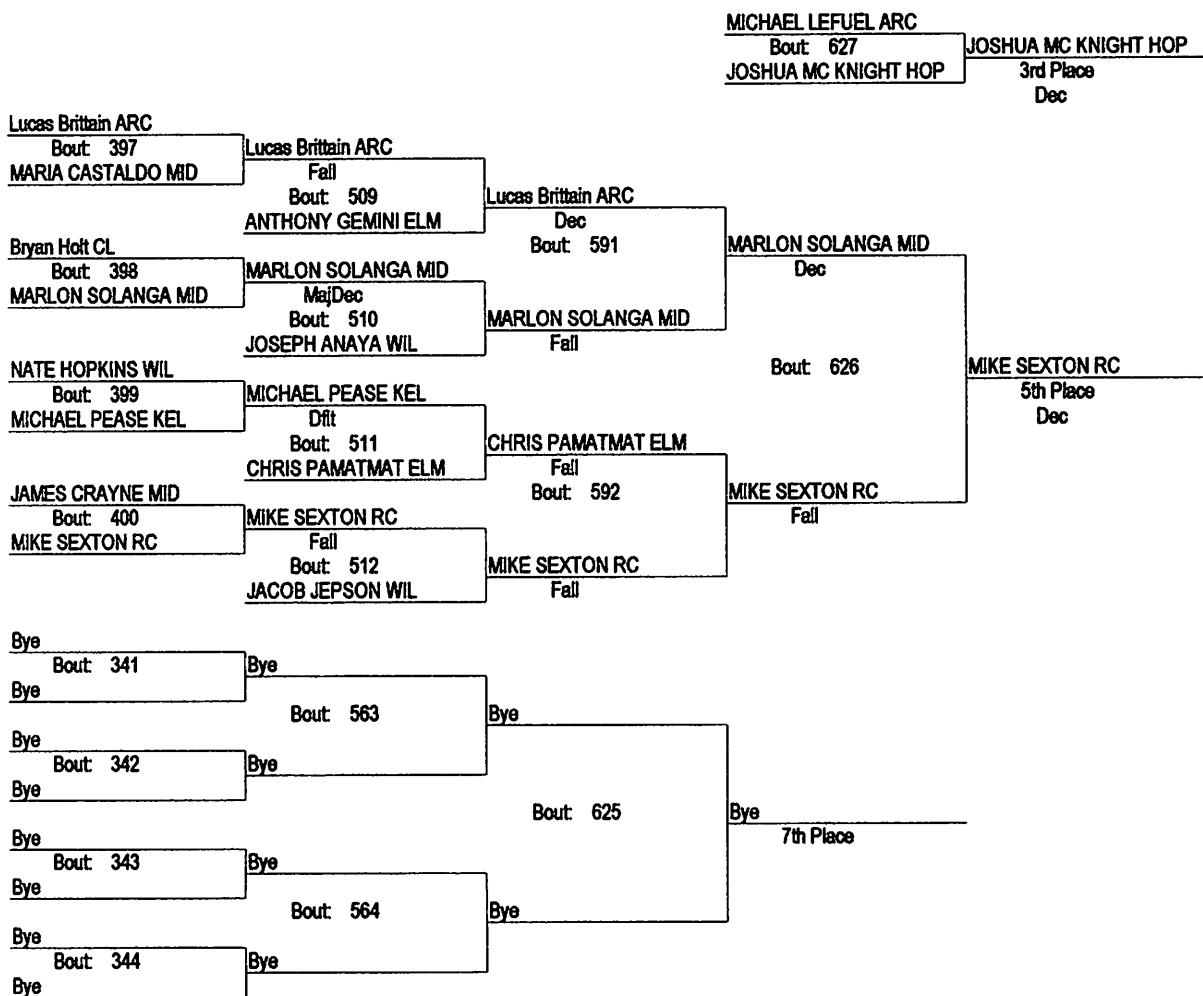 MICHAEL LEFUEL ARC
Bout: 627
JOSHUA MC KNIGHT HOP
JOSHUA MC KNIGHT HOP
3rd Place
Dec
Lucas Brittain ARC
Bout: 397
MARIA CASTALDO MID
Lucas Brittain ARC
Fall
Bout: 509
ANTHONY GEMINI ELM
Lucas Brittain ARC
Dec
Bout: 591
Bryan Holt CL
Bout: 398
MARLON SOLANGA MID
MARLON SOLANGA MID
MajDec
Bout: 510
JOSEPH ANAYA WIL
MARLON SOLANGA MID
Fall
MARLON SOLANGA MID
Dec
Bout: 626
NATE HOPKINS WIL
Bout: 399
MICHAEL PEASE KEL
MICHAEL PEASE KEL
Dflt
Bout: 511
CHRIS PAMATMAT ELM
CHRIS PAMATMAT ELM
Fall
Bout: 592
MIKE SEXTON RC
5th Place
Dec
JAMES CRAYNE MID
Bout: 400
MIKE SEXTON RC
MIKE SEXTON RC
Fall
Bout: 512
JACOB JEPSON WIL
MIKE SEXTON RC
Fall
MIKE SEXTON RC
Fall
Bye
Bout: 341
Bye
Bye
Bout: 563
Bye
Bout: 342
Bye
Bye
Bye
Bout: 625
Bye
7th Place
Bye
Bout: 343
Bye
Bye
Bout: 564
Bye
Bye
Bout: 344
Bye
Bye